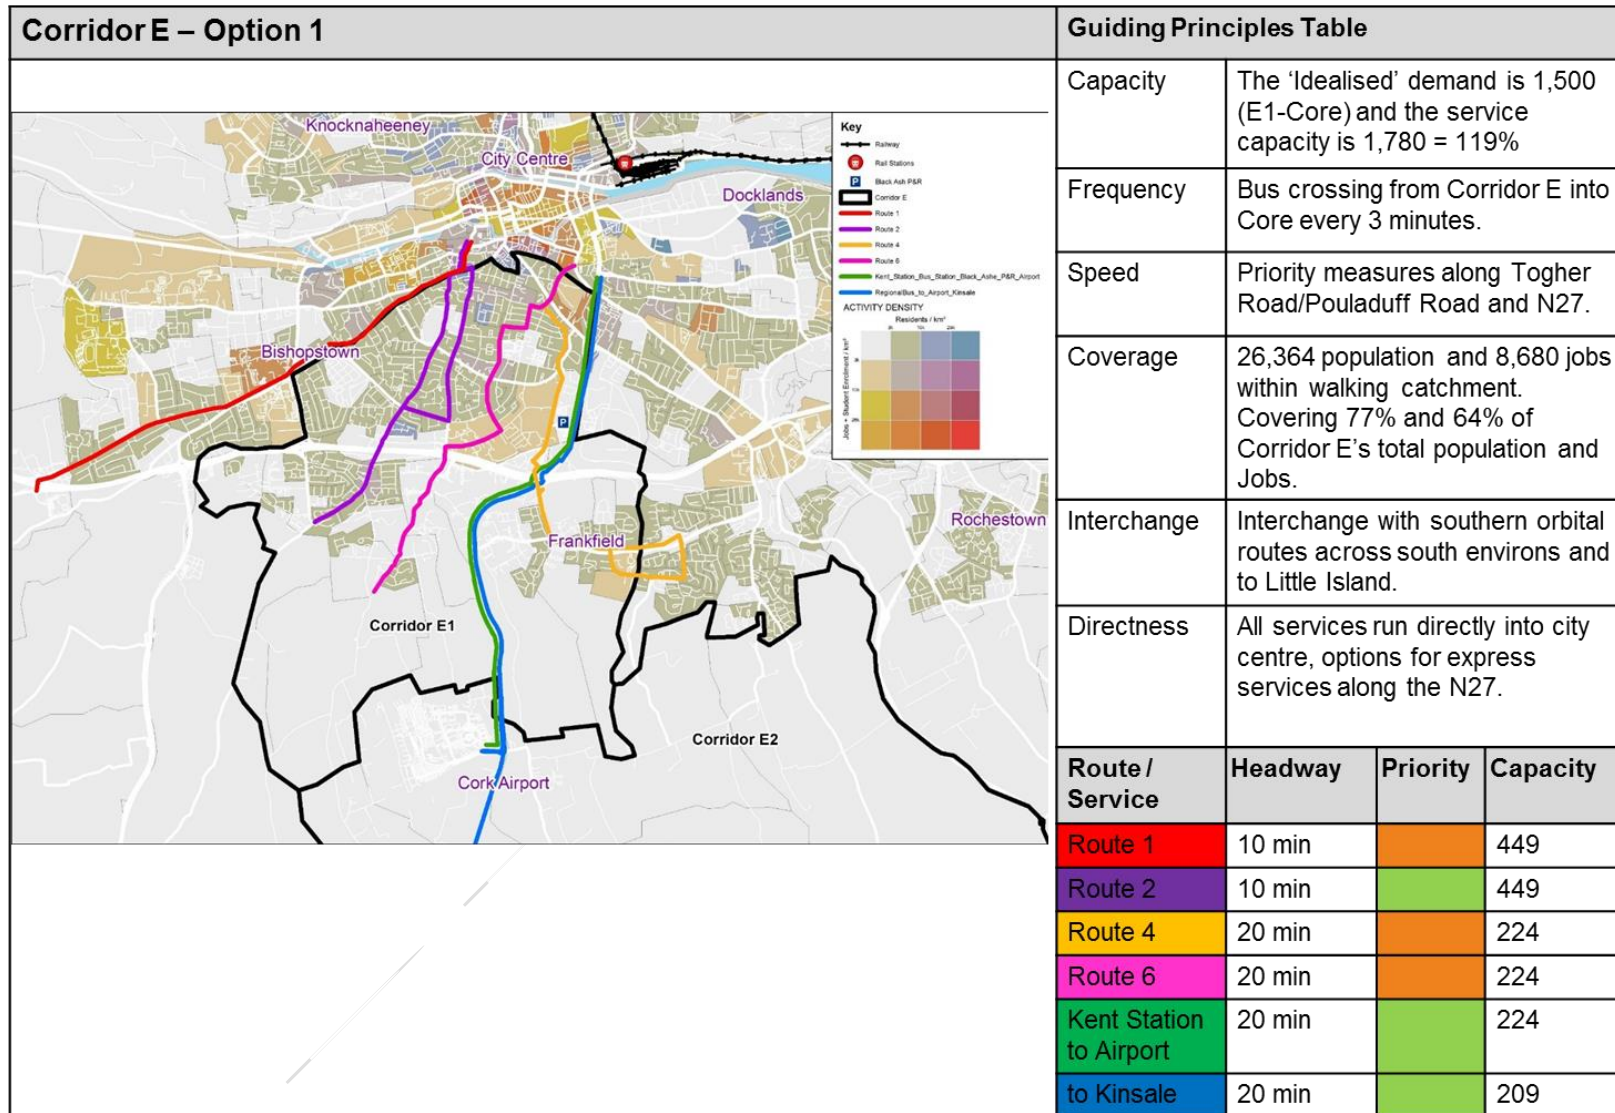 Corridor E – Option 1
Knocknaheeney
City Centre
Docklands
Bishopstown
Frankfield
Rochestown
Corridor E1
Corridor E2
Cork Airport
P
Key
Railway
Rail Stations
P
Black Ash P&R
Corridor E
Route 1
Route 2
Route 4
Route 6
Kent_Station_Bus_Station_Black_Ashe_P&R_Airport
RegionalBus_to_Airport_Kinsale
ACTIVITY DENSITY
Residents / km²
Jobs + Student Enrolment / km²
Guiding Principles Table
Capacity
The ‘Idealised’ demand is 1,500
(E1-Core) and the service
capacity is 1,780 = 119%
Frequency
Bus crossing from Corridor E into
Core every 3 minutes.
Speed
Priority measures along Togher
Road/Pouladuff Road and N27.
Coverage
26,364 population and 8,680 jobs
within walking catchment.
Covering 77% and 64% of
Corridor E’s total population and
Jobs.
Interchange
Interchange with southern orbital
routes across south environs and
to Little Island.
Directness
All services run directly into city
centre, options for express
services along the N27.
Route / Service Headway Priority Capacity
Route 1 10 min 449
Route 2 10 min 449
Route 4 20 min 224
Route 6 20 min 224
Kent Station to Airport 20 min 224
to Kinsale 20 min 209